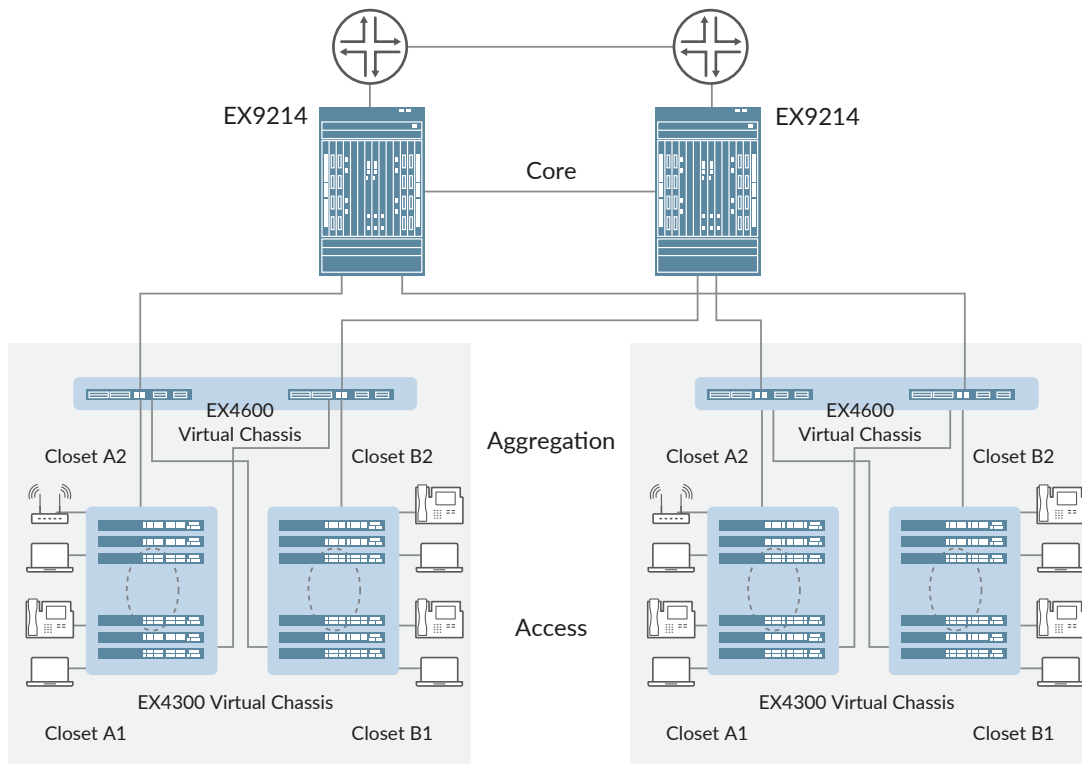 EX9214
EX9214
Core
EX4600
Virtual Chassis
EX4600
Virtual Chassis
Aggregation
Closet A2
Closet B2
Closet A2
Closet B2
Access
EX4300 Virtual Chassis
EX4300 Virtual Chassis
Closet A1
Closet B1
Closet A1
Closet B1